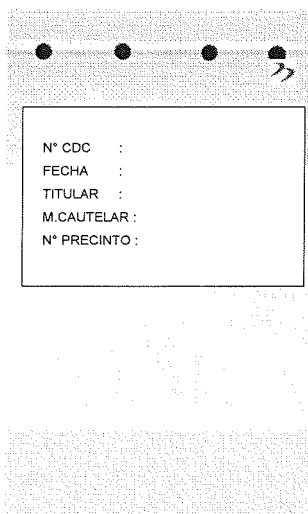 N° CDC :
FECHA :
TITULAR :
M.CAUTELAR :
N° PRECINTO :